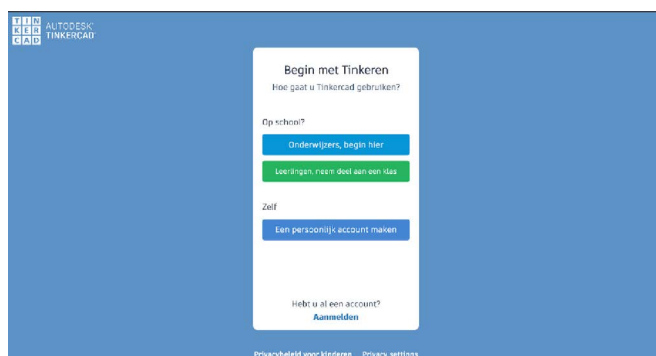 TIN
KER
CAD
AUTODESK®
TINKERCAD®
Begin met Tinkeren
Hoe gaat u Tinkercad gebruiken?
Op school?
Onderwijzers, begin hier
Leerlingen, neem deel aan een klas
Zelf
Een persoonlijk account maken
Hebt u al een account?
Aanmelden
Privacybeleid voor kinderen Privacy settings